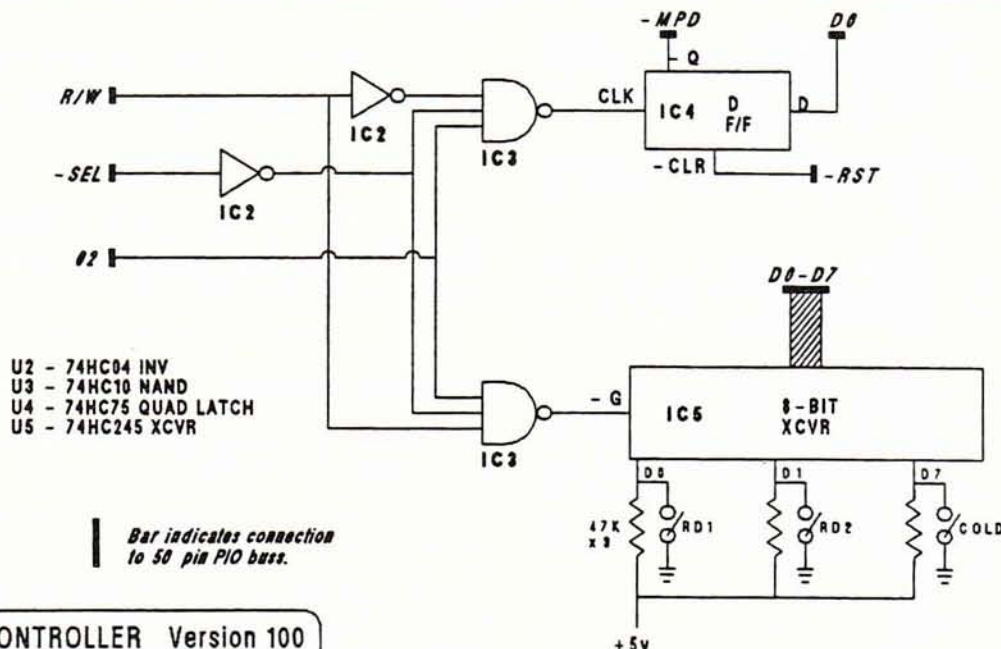 -MPD
D0
Q
R/W
IC2
IC3
CLK
IC4
D
F/F
D
-CLR
-RST
-SEL
IC2
02
D0-D7
U2 - 74HC04 INV
U3 - 74HC10 NAND
U4 - 74HC75 QUAD LATCH
U5 - 74HC245 XCVR
-G
IC5
8-BIT
XCVR
IC3
D0
D1
D7
47K
X 3
RD1
RD2
COLD
Bar indicates connection
to 50 pin PIO buss.
+5v
ONTROLLER Version 100